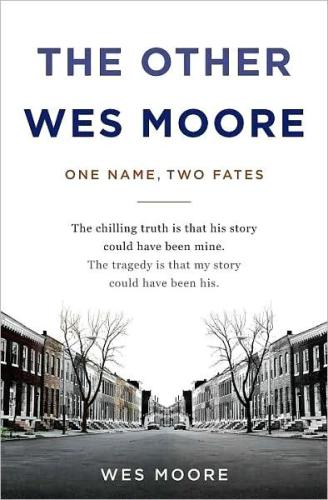 THE OTHER
WES MOORE
ONE NAME, TWO FATES
The chilling truth is that his story
could have been mine.
The tragedy is that my story
could have been his.
WES MOORE